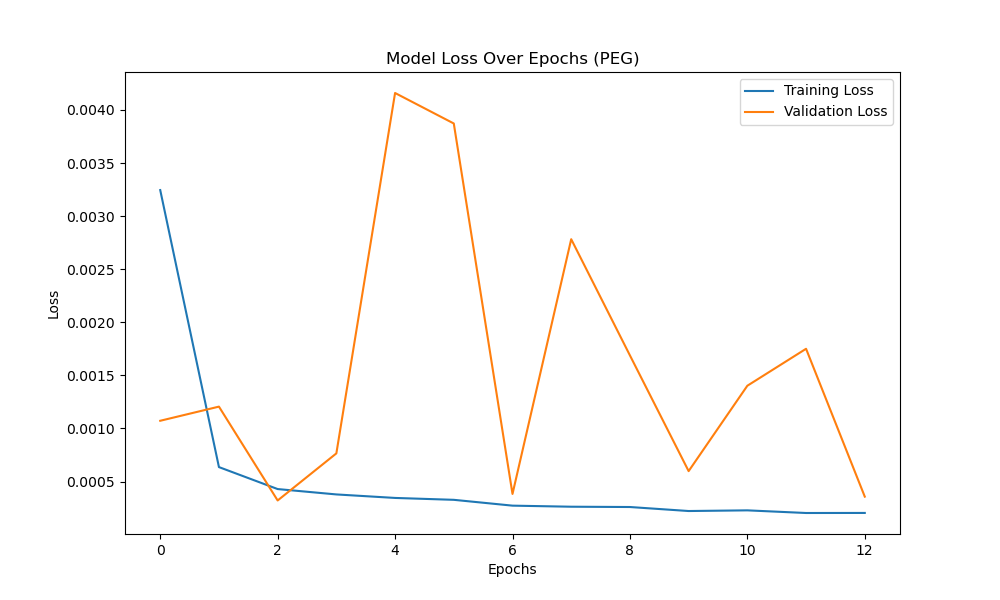 Model Loss Over Epochs (PEG)
Training Loss
Validation Loss
0.0040
0.0035
0.0030
0.0025
0.0020
0.0015
0.0010
0.0005
Loss
0 2 4 6 8 10 12
Epochs